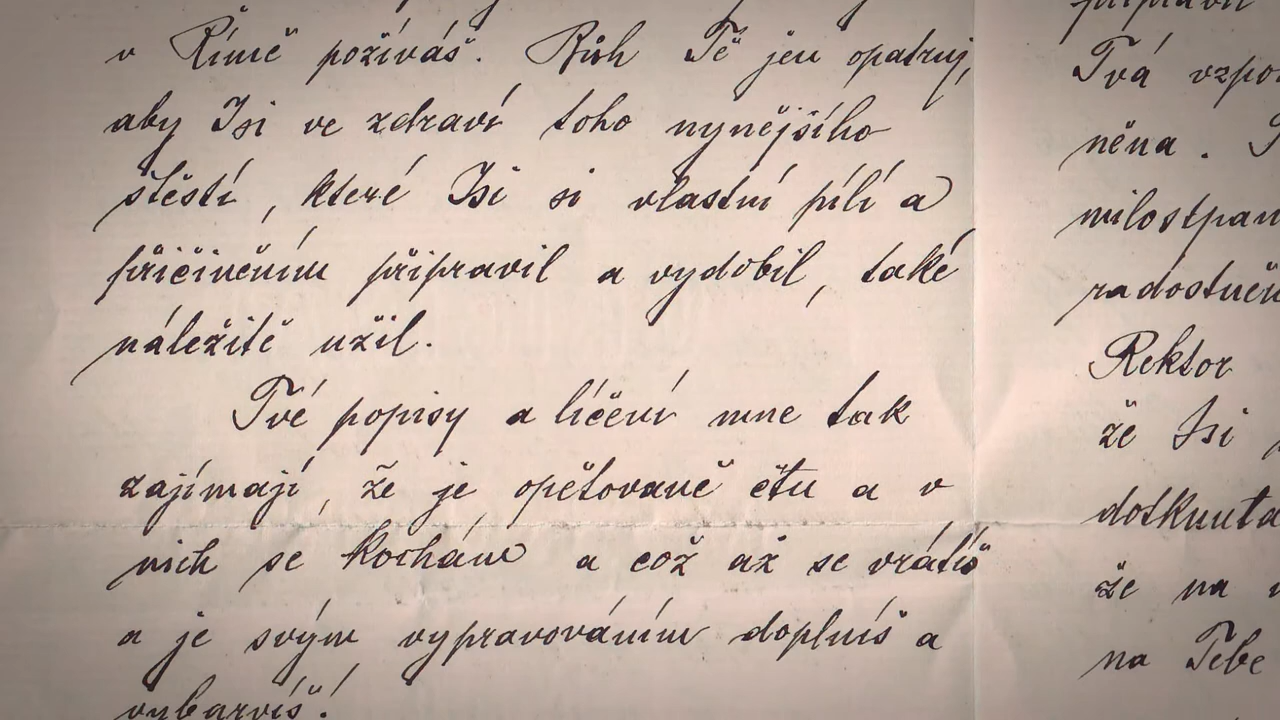 v Římě požíváš. Bůh Tě jen opatruj,
aby Jsi ve zdraví toho nynějšího
štěstí, které Jsi si vlastní pílí a
přičiněním připravil a vydobil, také
náležitě užil.
Tvé popisy a líčení mne tak
zajímají, že je opětovaně čtu a v
nich se kochám a což až se vrátíš
a je svým vypravováním doplníš a
vybarvíš!
Tvá vzpo
něna.
milostpan
radostněn
Rektor
že Jsi
dotknuta
že na
na Tebe